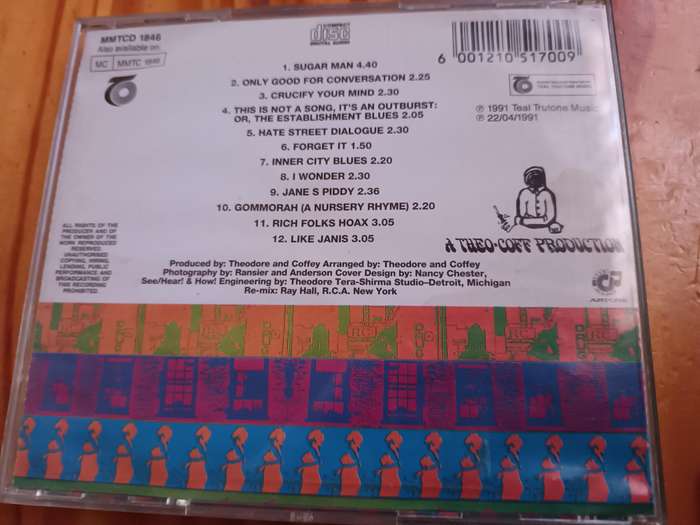 MMTCD 1846
Also available on:
MC MMTC 1846
COMPACT
disc
DIGITAL AUDIO
6 001210 517009
TEAL TRUTONE MUSIC
℗ 1991 Teal Trutone Music
℗ 22/04/1991
1. SUGAR MAN 4.40
2. ONLY GOOD FOR CONVERSATION 2.25
3. CRUCIFY YOUR MIND 2.30
4. THIS IS NOT A SONG, IT'S AN OUTBURST:
OR, THE ESTABLISHMENT BLUES 2.05
5. HATE STREET DIALOGUE 2.30
6. FORGET IT 1.50
7. INNER CITY BLUES 2.20
8. I WONDER 2.30
9. JANE S PIDDY 2.36
10. GOMMORAH (A NURSERY RHYME) 2.20
11. RICH FOLKS HOAX 3.05
12. LIKE JANIS 3.05
ALL RIGHTS OF THE
PRODUCER AND OF
THE OWNER OF THE
WORK REPRODUCED
RESERVED.
UNAUTHORISED
COPYING, HIRING,
LENDING, PUBLIC
PERFORMANCE AND
BROADCASTING OF
THIS RECORDING
PROHIBITED.
A THEO-COFF PRODUCTION
Produced by: Theodore and Coffey Arranged by: Theodore and Coffey
Photography by: Ransier and Anderson Cover Design by: Nancy Chester,
See/Hear! & How! Engineering by: Theodore Tera-Shirma Studio–Detroit, Michigan
Re-mix: Ray Hall, R.C.A. New York